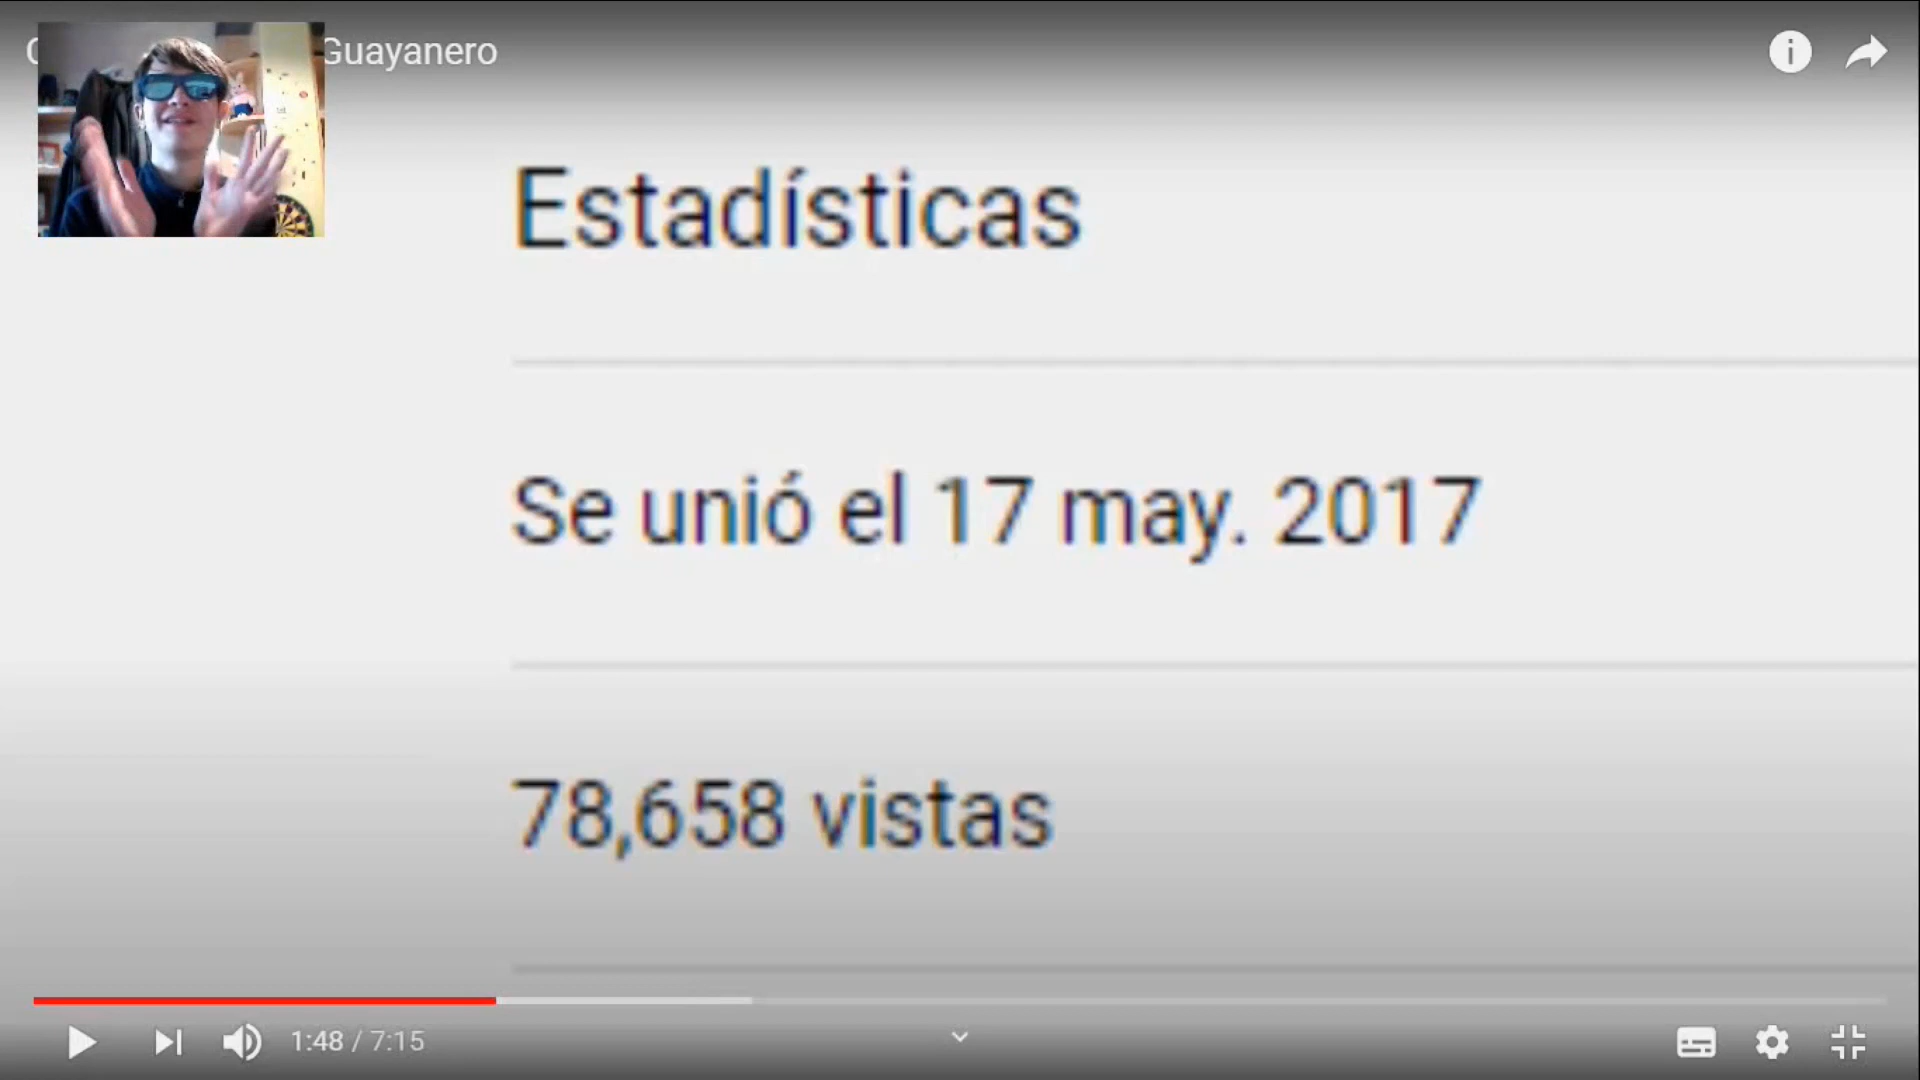 Guayanero
Estadísticas
Se unió el 17 may. 2017
78,658 vistas
1:48 / 7:15